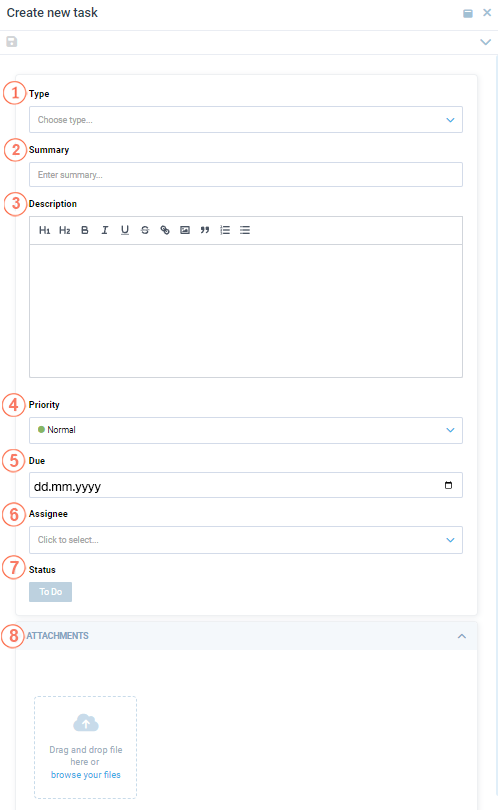 Create new task
1 Type
Choose type...
2 Summary
Enter summary...
3 Description
H1 H2 B I U S
4 Priority
Normal
5 Due
dd.mm.yyyy
6 Assignee
Click to select...
7 Status
To Do
8 ATTACHMENTS
Drag and drop file
here or
browse your files